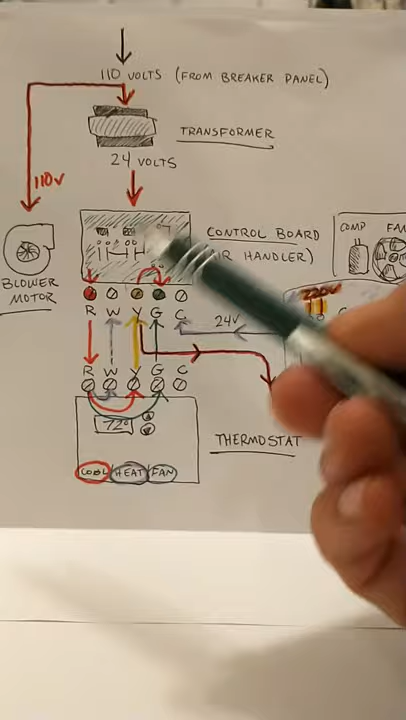 110 VOLTS (FROM BREAKER PANEL)
TRANSFORMER
24 VOLTS
110V
CONTROL BOARD
HANDLER)
COMP FAN
BLOWER
MOTOR
220V
R W Y G C
24V
R W Y G C
72°
THERMOSTAT
COOL HEAT FAN